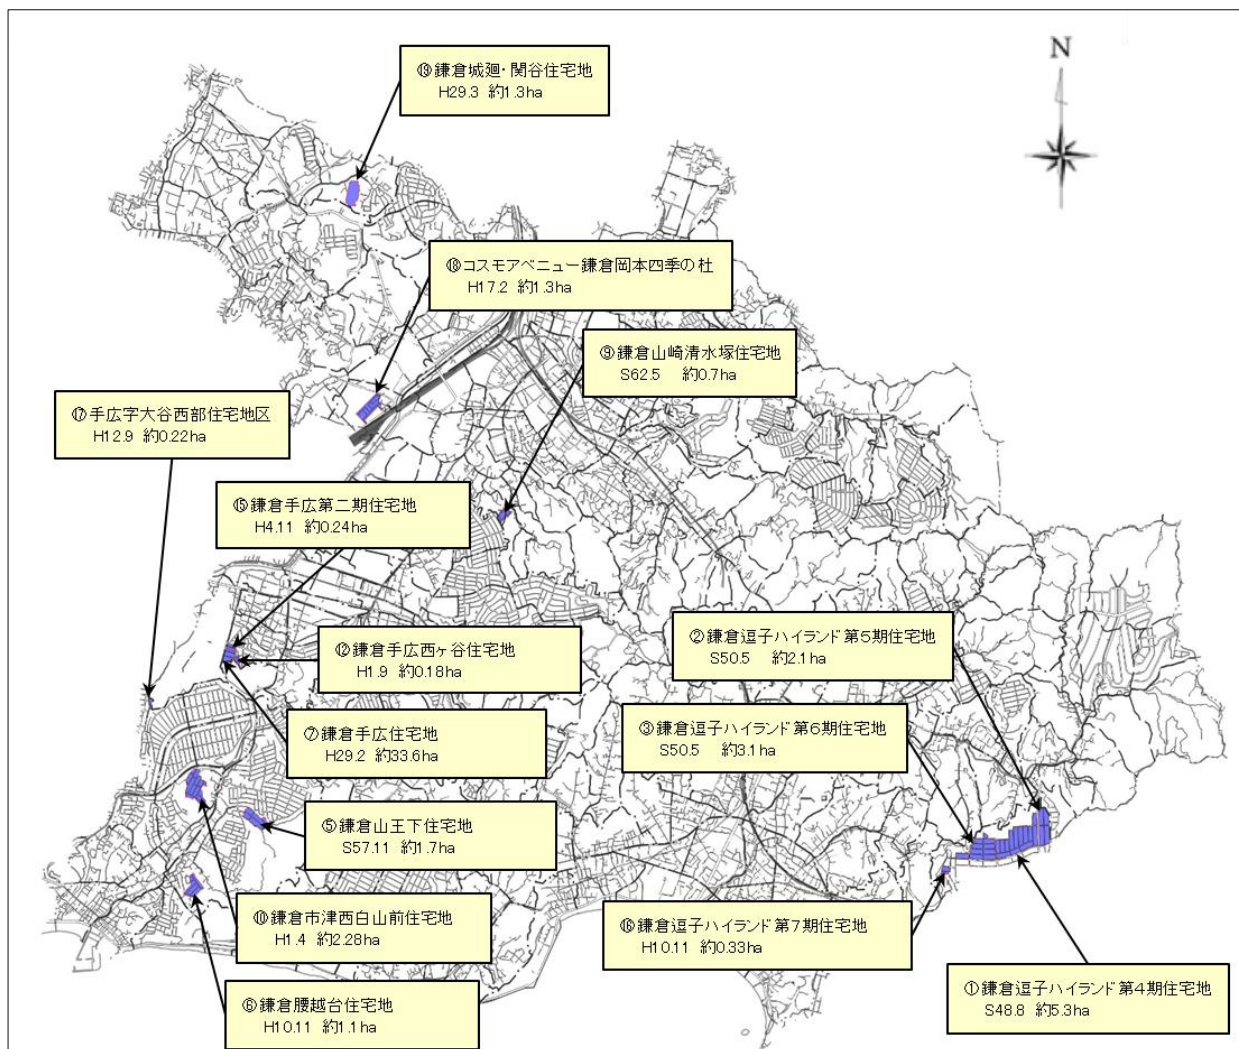 N
⑲鎌倉城廻・関谷住宅地
H29.3 約1.3ha
⑱コスモアベニュー鎌倉岡本四季の杜
H17.2 約1.3ha
⑨鎌倉山崎清水塚住宅地
S62.5 約0.7ha
⑰手広字大谷西部住宅地区
H12.9 約0.22ha
⑮鎌倉手広第二期住宅地
H4.11 約0.24ha
⑫鎌倉手広西ヶ谷住宅地
H1.9 約0.18ha
②鎌倉逗子ハイランド第5期住宅地
S50.5 約2.1ha
⑦鎌倉手広住宅地
H29.2 約33.6ha
③鎌倉逗子ハイランド第6期住宅地
S50.5 約3.1ha
⑤鎌倉山王下住宅地
S57.11 約1.7ha
⑩鎌倉市津西白山前住宅地
H1.4 約2.28ha
⑯鎌倉逗子ハイランド第7期住宅地
H10.11 約0.33ha
⑥鎌倉腰越台住宅地
H10.11 約1.1ha
①鎌倉逗子ハイランド第4期住宅地
S48.8 約5.3ha